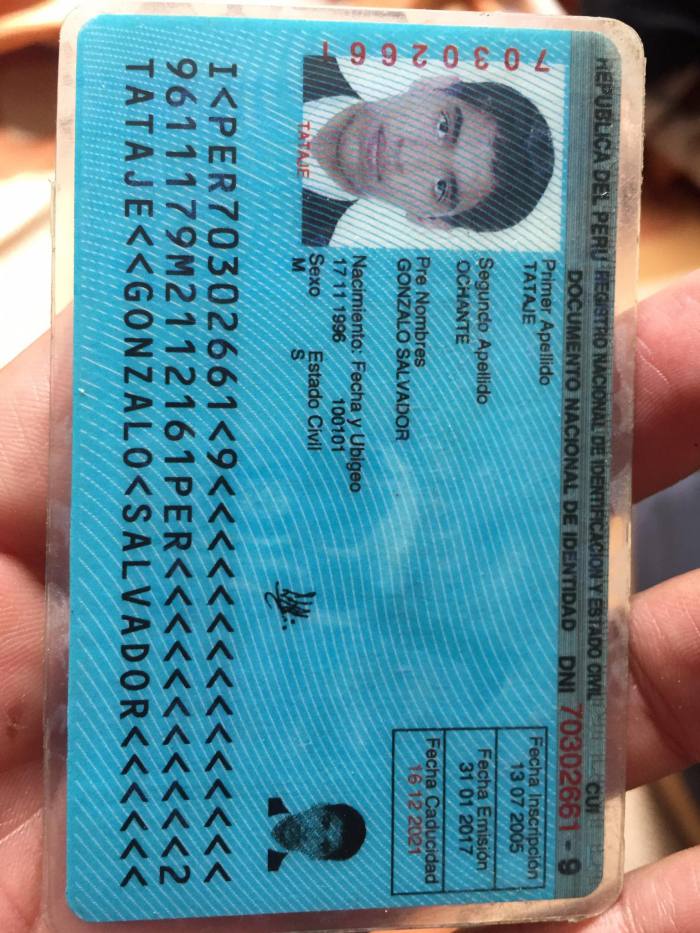 REPUBLICA DEL PERU REGISTRO NACIONAL DE IDENTIFICACION Y ESTADO CIVIL
CUI
DOCUMENTO NACIONAL DE IDENTIDAD DNI 70302661 - 9
70302661
TATAJE
Primer Apellido
TATAJE
Segundo Apellido
OCHANTE
Pre Nombres
GONZALO SALVADOR
Nacimiento: Fecha y Ubigeo
17 11 1996 100101
Sexo Estado Civil
M S
Fecha Inscripción
13 07 2005
Fecha Emisión
31 01 2017
Fecha Caducidad
16 12 2021
I<PER70302661<9<<<<<<<<<<<<<<<
9611179M2112161PER<<<<<<<<<<<2
TATAJE<<GONZALO<SALVADOR<<<<<<